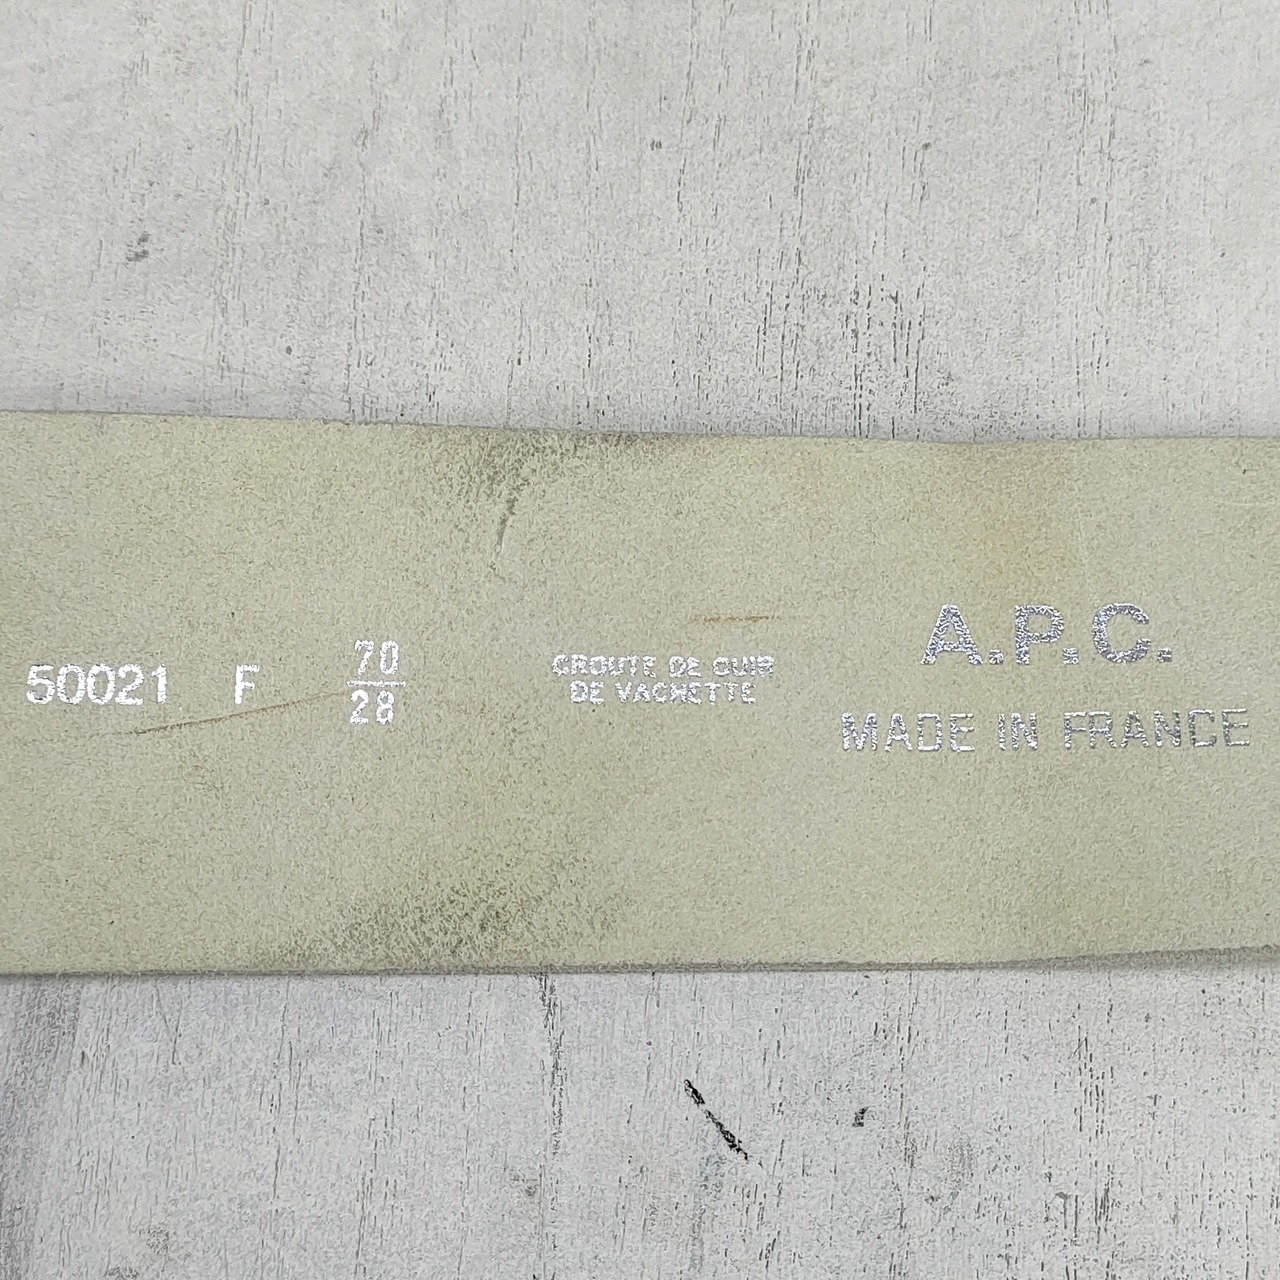 50021 F 70
28
CROUTE DE CUIR
DE VACHETTE
A.P.C.
MADE IN FRANCE